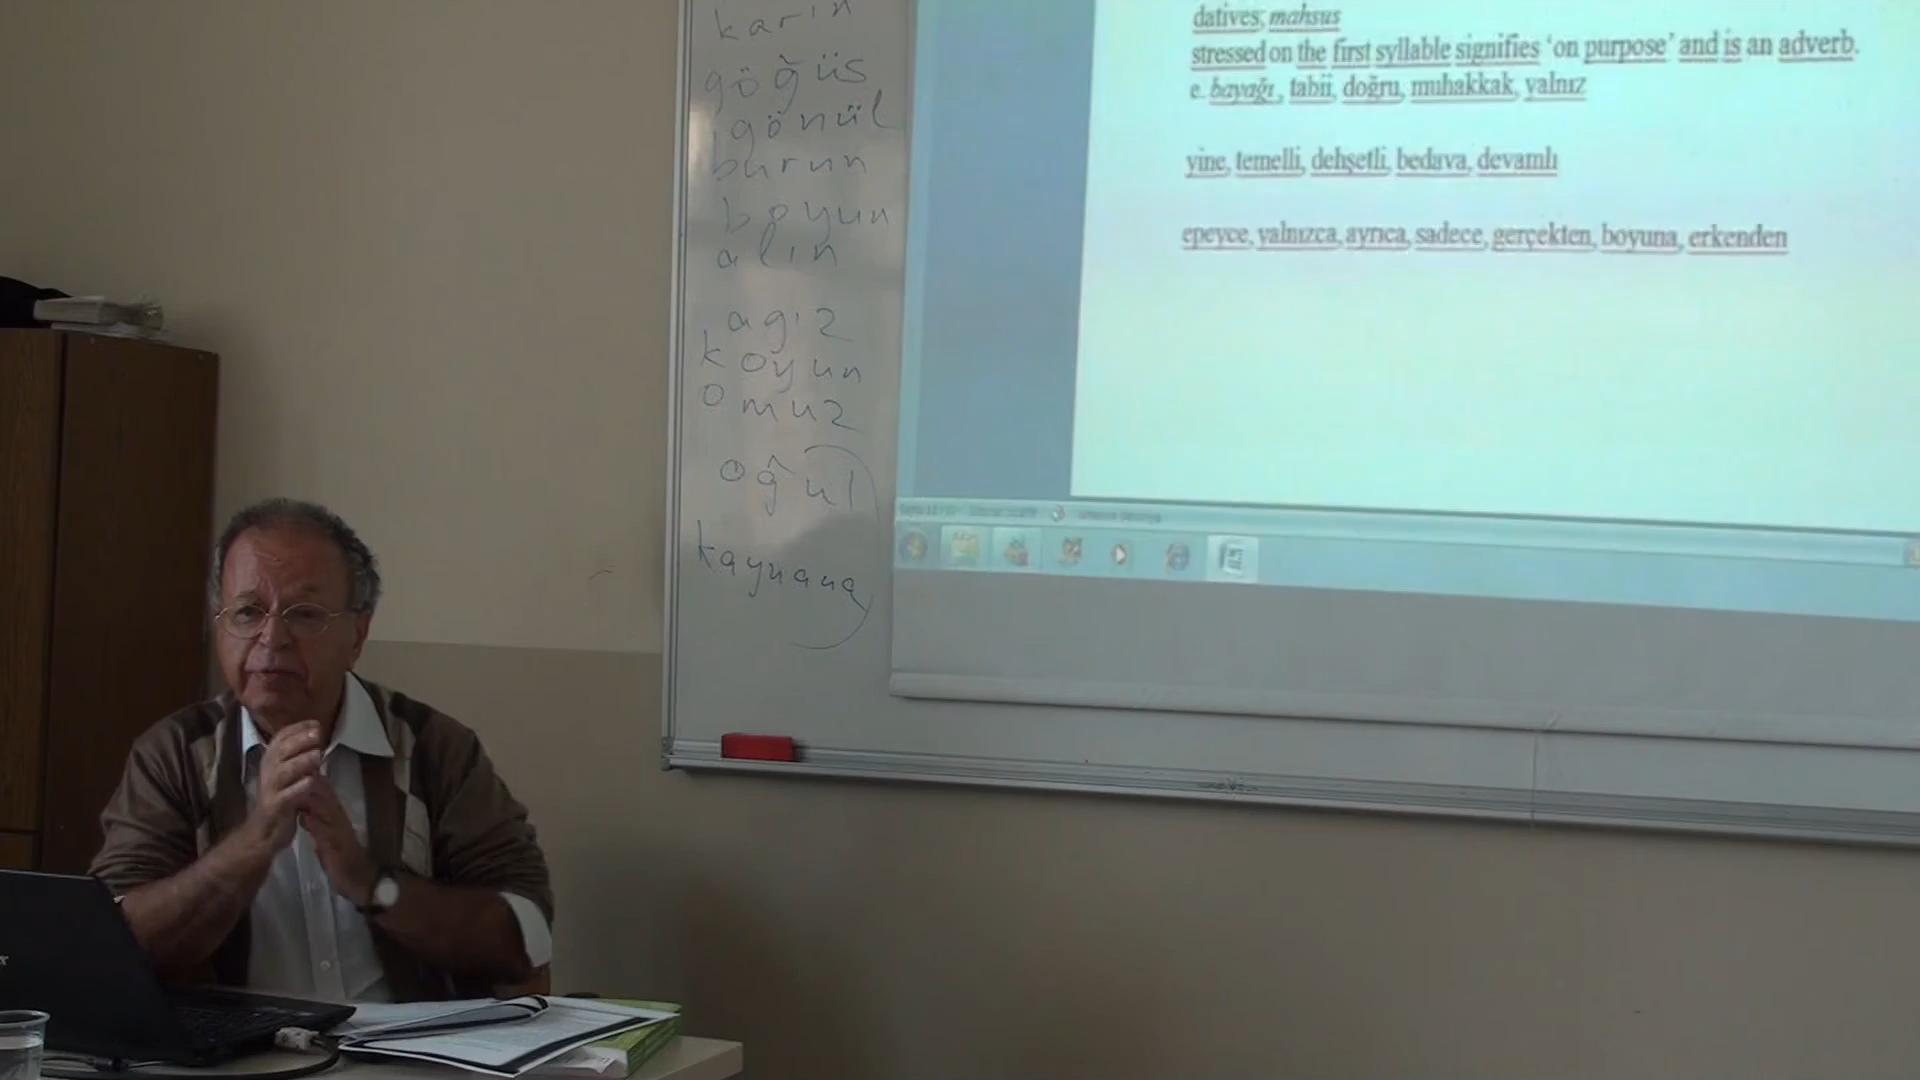 karın
göğüs
gönül
burun
boyun
alın
agız
koyun
omuz
oğul
kaynana
datives, mahsus
stressed on the first syllable signifies ‘on purpose’ and is an adverb.
e. bayağı, tabii, doğru, muhakkak, yalnız
yine, temelli, dehşetli, bedava, devamlı
epeyce, yalnızca, ayrıca, sadece, gerçekten, boyuna, erkenden